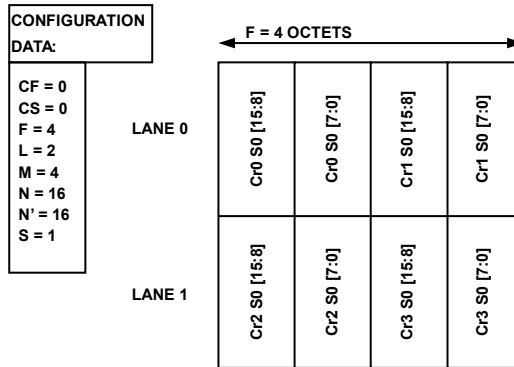 CONFIGURATION
DATA:
F = 4 OCTETS
CF = 0
CS = 0
F = 4
L = 2
M = 4
N = 16
N' = 16
S = 1
LANE 0
Cr0 S0 [15:8]
Cr0 S0 [7:0]
Cr1 S0 [15:8]
Cr1 S0 [7:0]
LANE 1
Cr2 S0 [15:8]
Cr2 S0 [7:0]
Cr3 S0 [15:8]
Cr3 S0 [7:0]